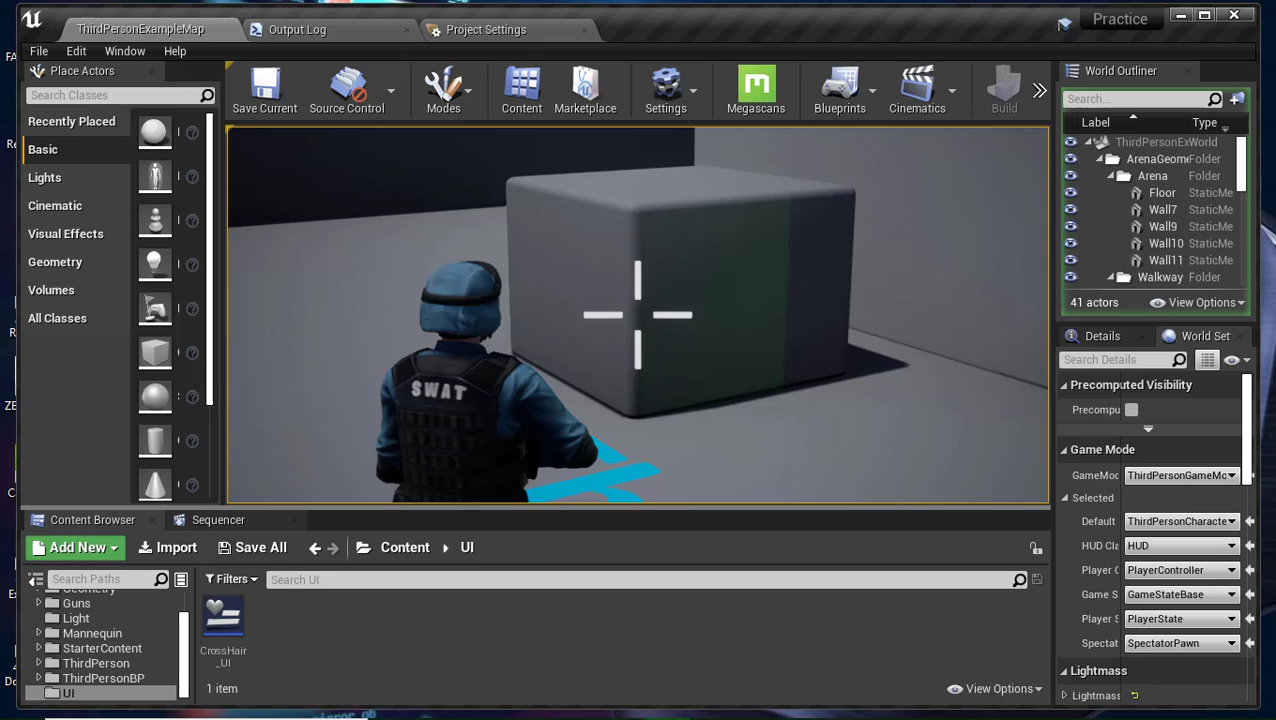 ThirdPersonExampleMap
Output Log
Project Settings
Practice
File Edit Window Help
Place Actors
Search Classes
Recently Placed
Basic
Lights
Cinematic
Visual Effects
Geometry
Volumes
All Classes
Save Current
Source Control
Modes
Content
Marketplace
Settings
Megascans
Blueprints
Cinematics
Build
World Outliner
Search...
Label Type
ThirdPersonEx World
ArenaGeome Folder
Arena Folder
Floor StaticMe
Wall7 StaticMe
Wall9 StaticMe
Wall10 StaticMe
Wall11 StaticMe
Walkway Folder
41 actors
View Options
SWAT
Details
World Set
Search Details
Precomputed Visibility
Precompu
Game Mode
GameMod ThirdPersonGameMo
Selected
Default ThirdPersonCharacte
HUD Cla HUD
Player C PlayerController
Game S GameStateBase
Player S PlayerState
Spectat SpectatorPawn
Lightmass
Lightmass
Content Browser
Sequencer
Add New
Import
Save All
Content
UI
Search Paths
Filters
Search UI
Geometry
Guns
Light
Mannequin
StarterContent
ThirdPerson
ThirdPersonBP
UI
CrossHair
_UI
1 item
View Options